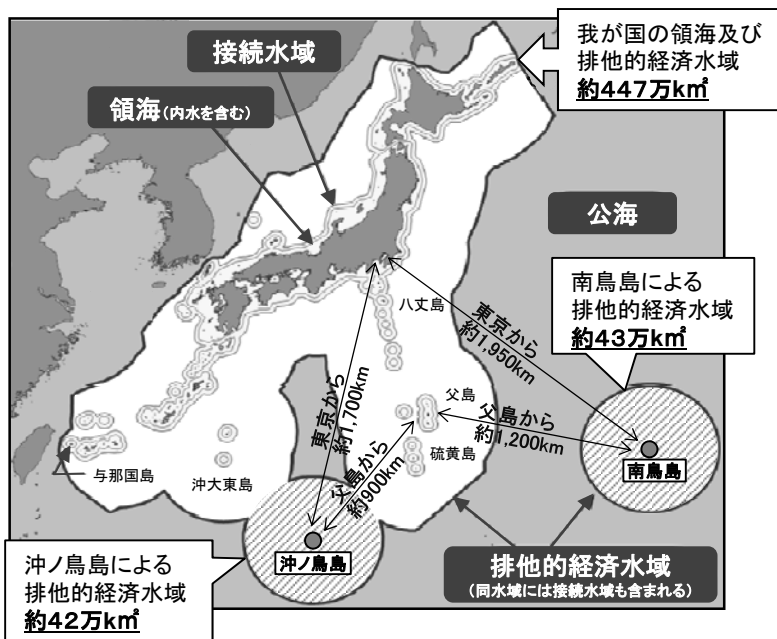 我が国の領海及び
排他的経済水域
約447万k㎡
接続水域
領海(内水を含む)
公海
南鳥島による
排他的経済水域
約43万k㎡
八丈島
東京から
約1,950km
東京から
約1,700km
父島
父島から
約1,200km
父島から
約900km
硫黄島
南鳥島
与那国島
沖大東島
沖ノ鳥島
沖ノ鳥島による
排他的経済水域
約42万k㎡
排他的経済水域
(同水域には接続水域も含まれる)